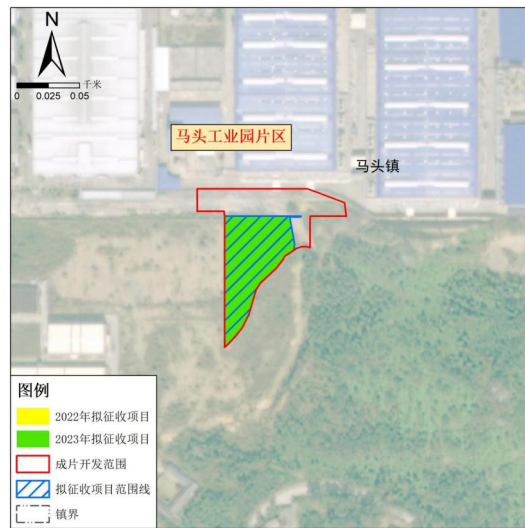 N
千米
0 0.025 0.05
马头工业园片区
马头镇
图例
2022年拟征收项目
2023年拟征收项目
成片开发范围
拟征收项目范围线
镇界